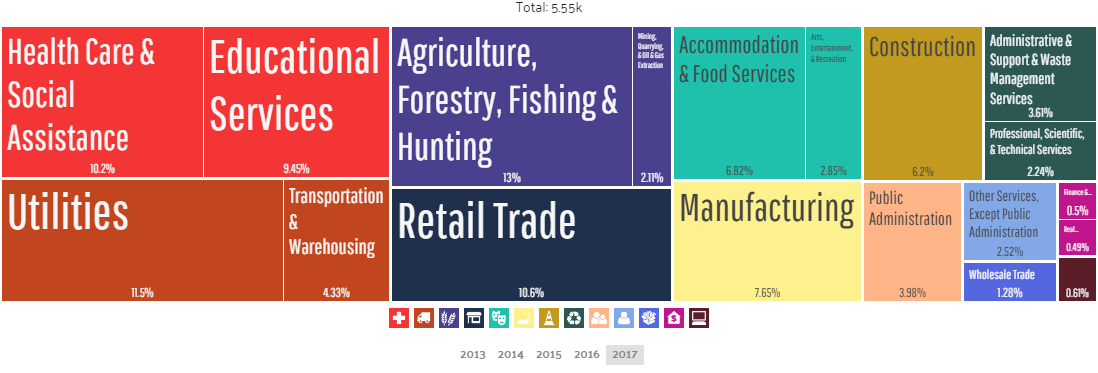 Total: 5.55k
Health Care &
Social
Assistance
10.2%
Educational
Services
9.45%
Utilities
11.5%
Transportation
&
Warehousing
4.33%
Agriculture,
Forestry, Fishing &
Hunting
13%
Mining,
Quarrying,
& Oil & Gas
Extraction
2.11%
Retail Trade
10.6%
Accommodation
& Food Services
6.82%
Arts,
Entertainment,
& Recreation
2.85%
Manufacturing
7.65%
Construction
6.2%
Administrative &
Support & Waste
Management
Services
3.61%
Professional, Scientific,
& Technical Services
2.24%
Public
Administration
3.98%
Other Services,
Except Public
Administration
2.52%
Wholesale Trade
1.28%
Finance &...
0.5%
Real...
0.49%
0.61%
2013 2014 2015 2016 2017